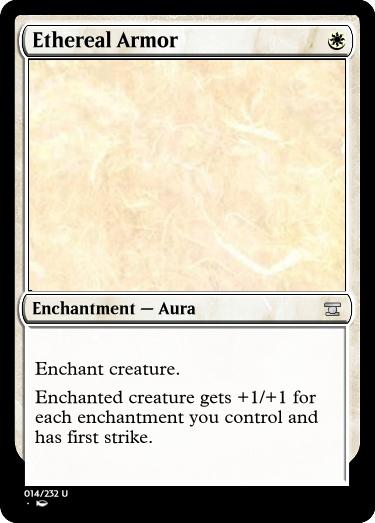 Ethereal Armor
Enchantment — Aura
Enchant creature.
Enchanted creature gets +1/+1 for
each enchantment you control and
has first strike.
014/232 U